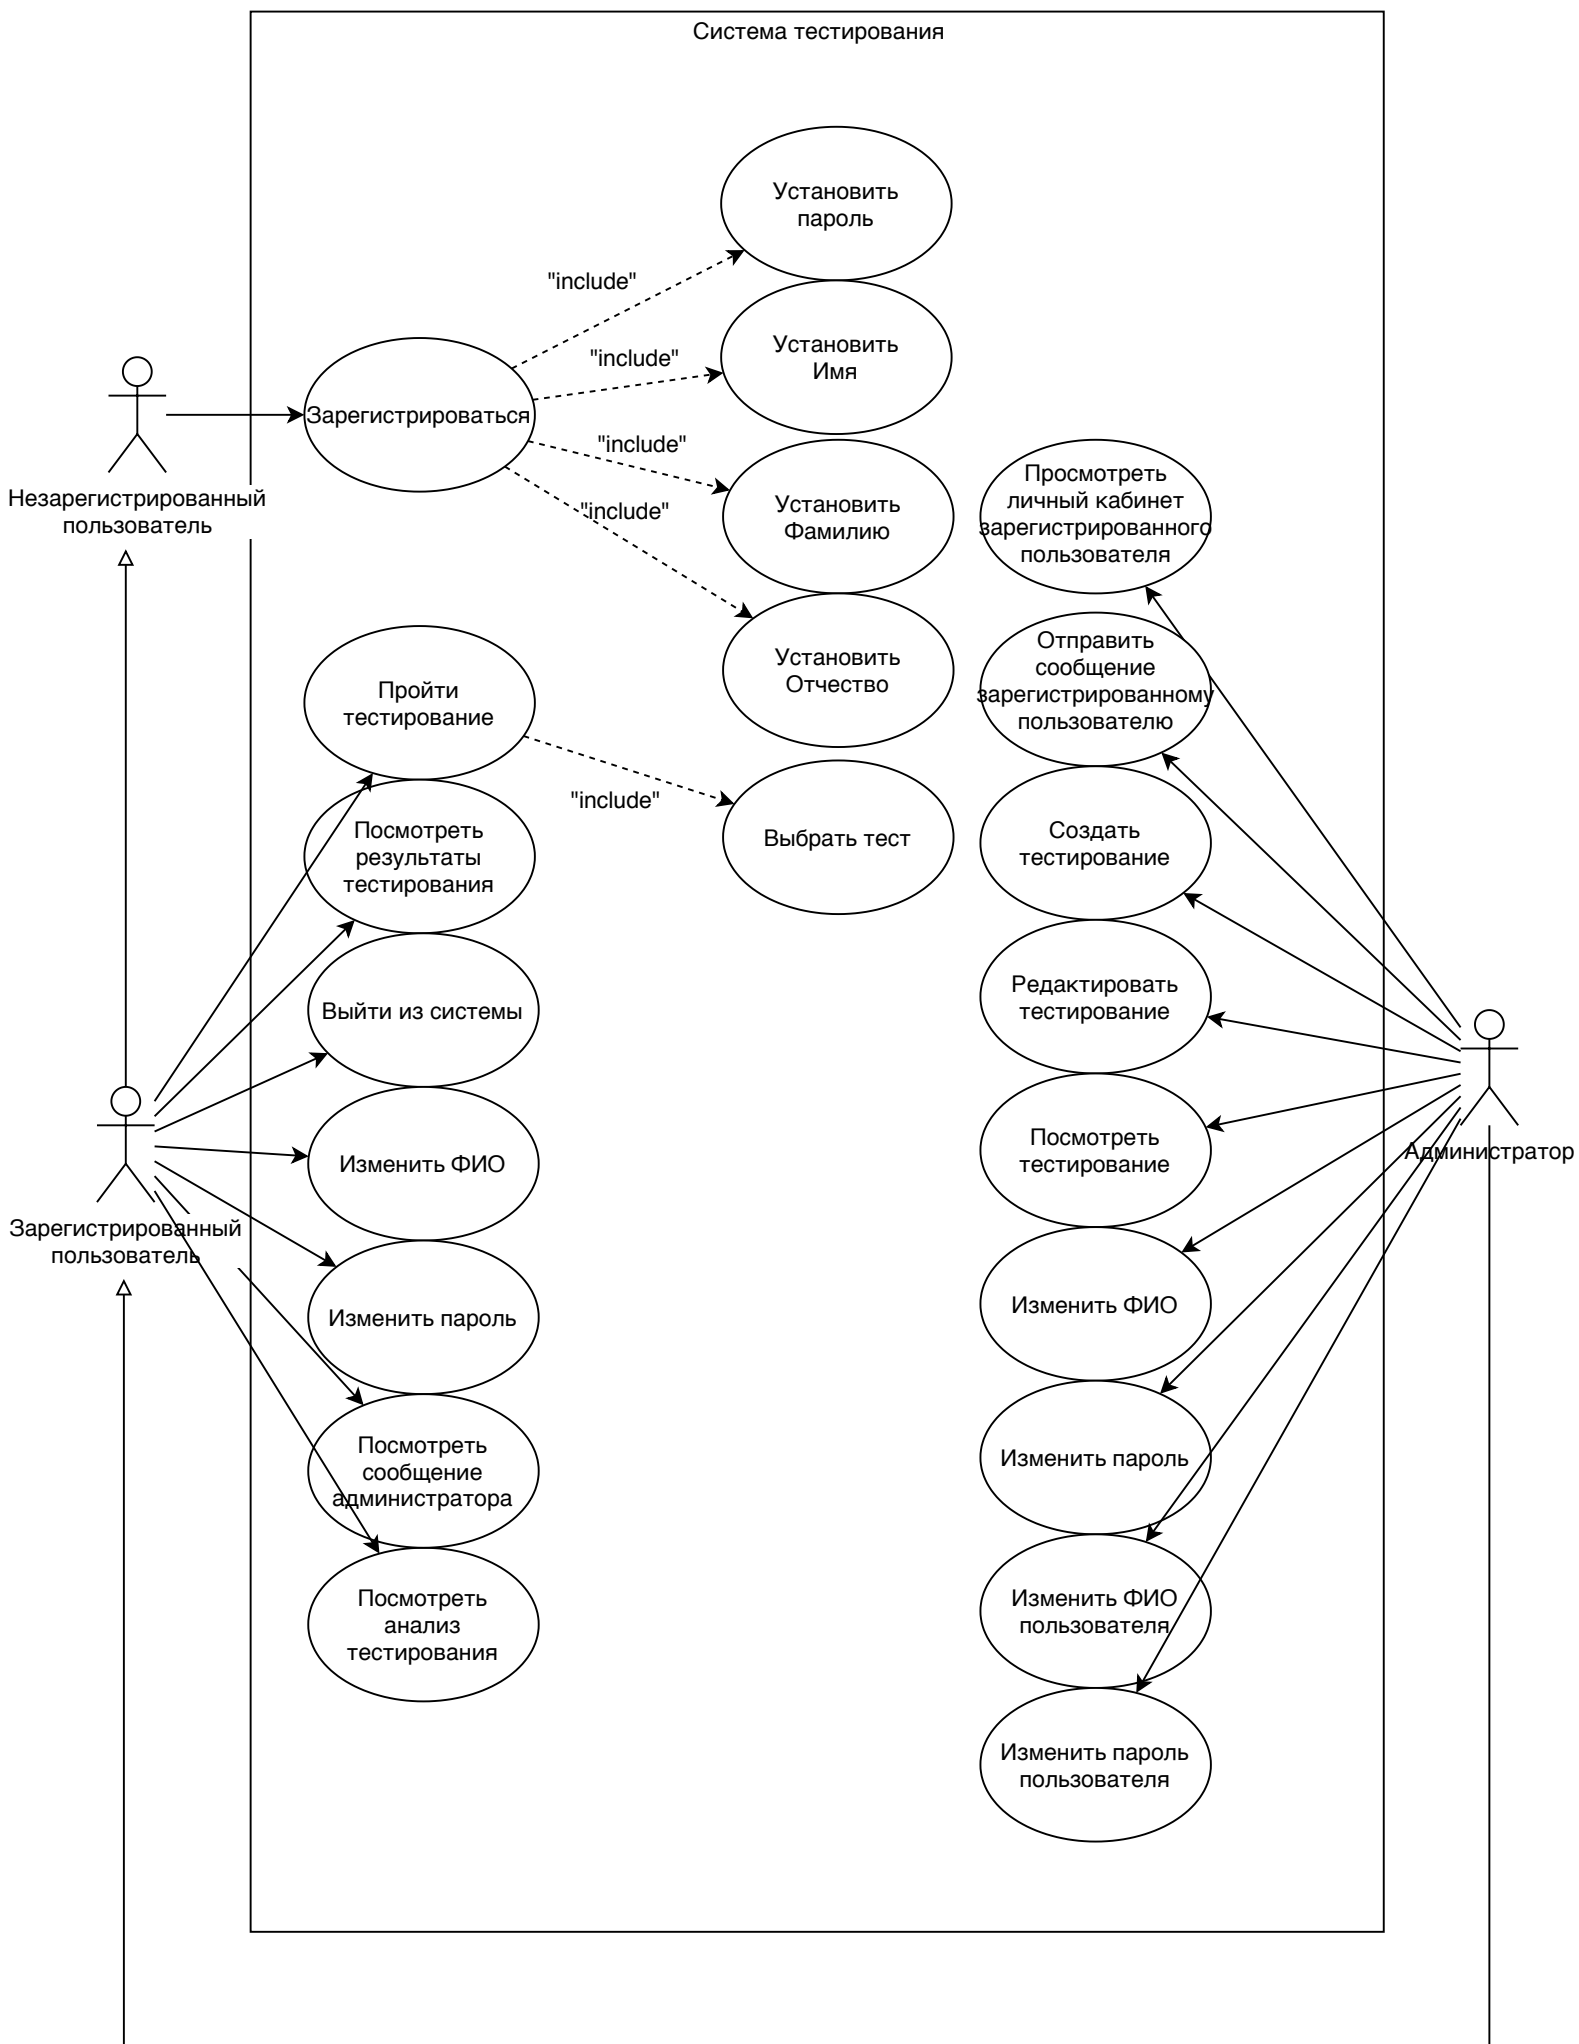 Система тестирования
Установить
пароль
"include"
Установить
Имя
"include"
Зарегистрироваться
"include"
Незарегистрированный
пользователь
"include"
Установить
Фамилию
Просмотреть
личный кабинет
зарегистрированного
пользователя
Установить
Отчество
Отправить
сообщение
зарегистрированному
пользователю
Пройти
тестирование
"include"
Выбрать тест
Создать
тестирование
Посмотреть
результаты
тестирования
Выйти из системы
Редактировать
тестирование
Изменить ФИО
Посмотреть
тестирование
Администратор
Зарегистрированный
пользователь
Изменить пароль
Изменить ФИО
Посмотреть
сообщение
администратора
Изменить пароль
Посмотреть
анализ
тестирования
Изменить ФИО
пользователя
Изменить пароль
пользователя